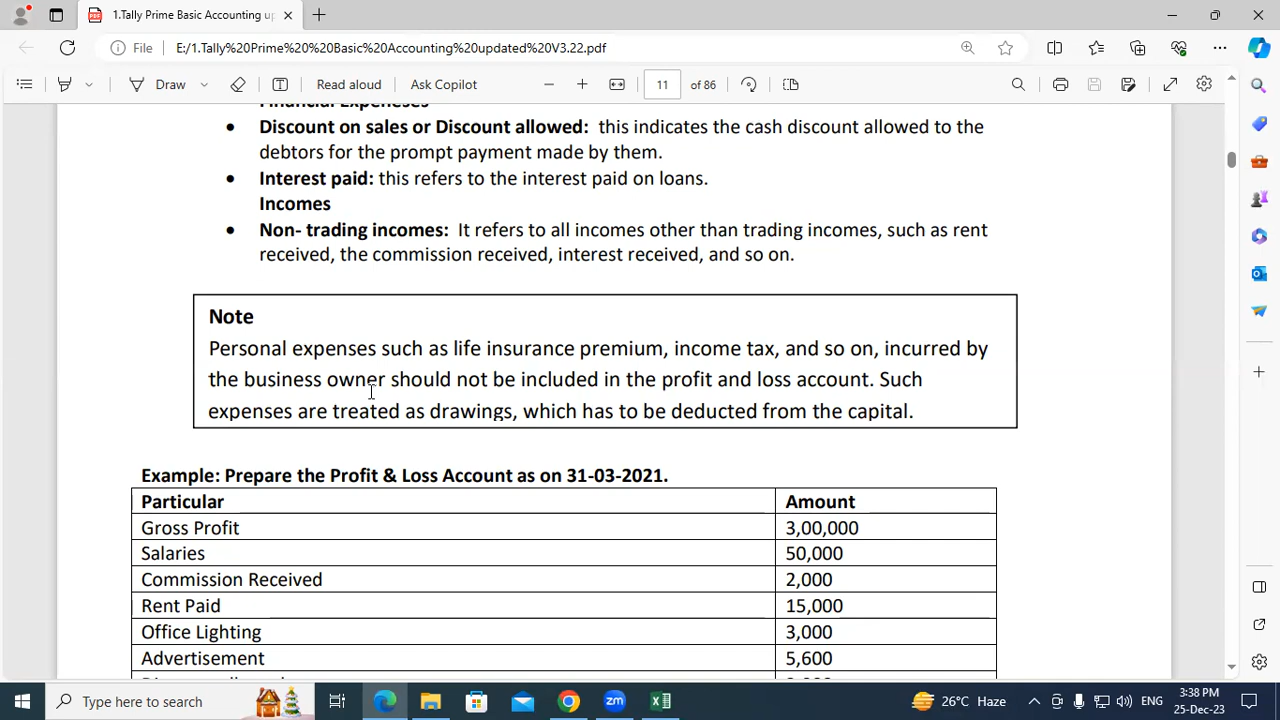 1.Tally Prime Basic Accounting up
File
E:/1.Tally%20Prime%20%20Basic%20Accounting%20updated%20V3.22.pdf
Draw
Read aloud
Ask Copilot
11 of 86
Financial Expenses
• Discount on sales or Discount allowed: this indicates the cash discount allowed to the
debtors for the prompt payment made by them.
• Interest paid: this refers to the interest paid on loans.
Incomes
• Non- trading incomes: It refers to all incomes other than trading incomes, such as rent
received, the commission received, interest received, and so on.
Note
Personal expenses such as life insurance premium, income tax, and so on, incurred by
the business owner should not be included in the profit and loss account. Such
expenses are treated as drawings, which has to be deducted from the capital.
Example: Prepare the Profit & Loss Account as on 31-03-2021.
Particular Amount
Gross Profit 3,00,000
Salaries 50,000
Commission Received 2,000
Rent Paid 15,000
Office Lighting 3,000
Advertisement 5,600
Type here to search
26°C Haze
ENG
3:38 PM
25-Dec-23